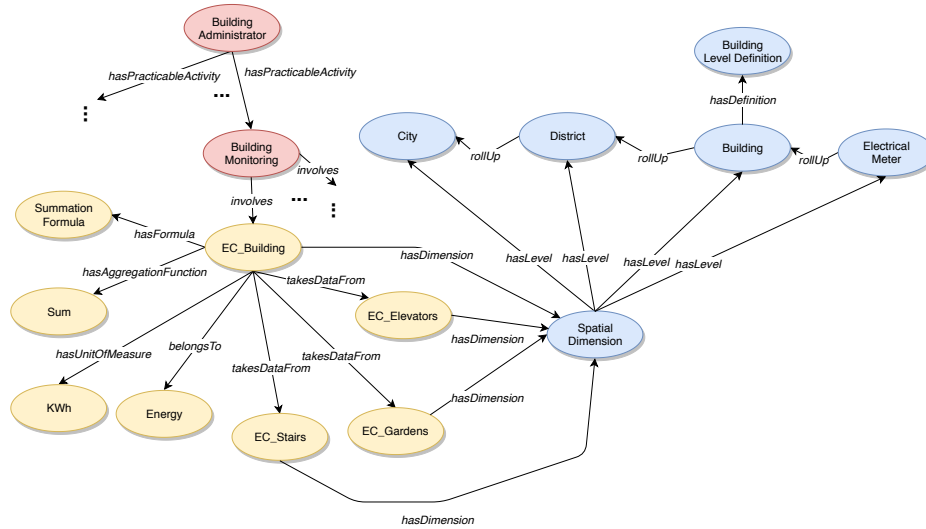 Building
Administrator
Building
Level Definition
hasPracticableActivity
hasPracticableActivity
...
...
hasDefinition
City
District
Building
Electrical
Meter
rollUp
rollUp
rollUp
Building
Monitoring
involves
involves
...
...
Summation
Formula
hasFormula
EC_Building
hasDimension
hasLevel
hasLevel
hasLevel
hasLevel
hasAggregationFunction
takesDataFrom
Sum
EC_Elevators
Spatial
Dimension
hasDimension
hasUnitOfMeasure
belongsTo
takesDataFrom
takesDataFrom
hasDimension
KWh
Energy
EC_Stairs
EC_Gardens
hasDimension